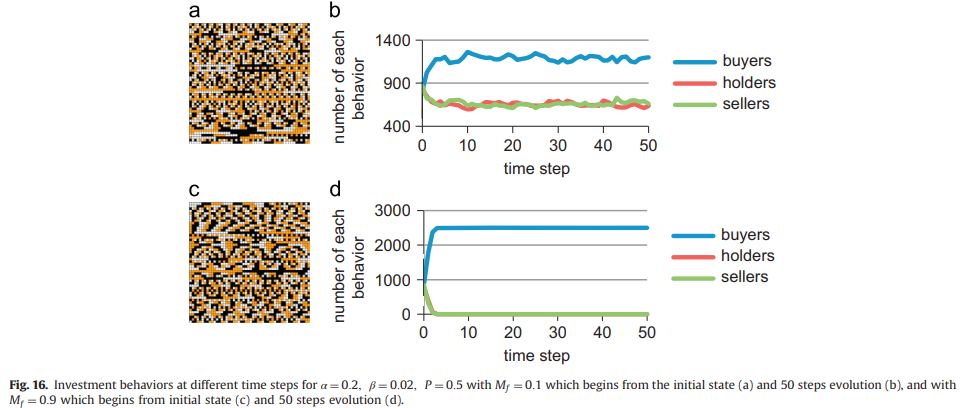 a
b
number of each
behavior
1400
900
400
0 10 20 30 40 50
time step
buyers
holders
sellers
c
d
number of each
behavior
3000
2000
1000
0
0 10 20 30 40 50
time step
buyers
holders
sellers
Fig. 16. Investment behaviors at different time steps for α = 0.2, β = 0.02, P = 0.5 with Mf = 0.1 which begins from the initial state (a) and 50 steps evolution (b), and with
Mf = 0.9 which begins from initial state (c) and 50 steps evolution (d).